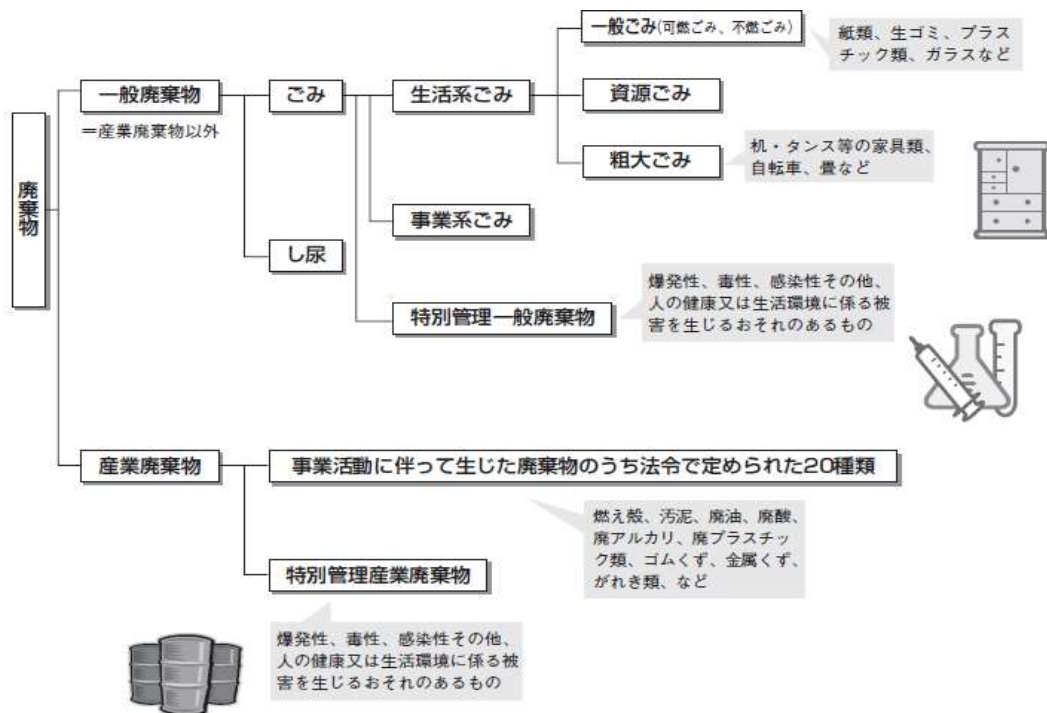 廃棄物
一般廃棄物
＝産業廃棄物以外
ごみ
し尿
生活系ごみ
一般ごみ(可燃ごみ、不燃ごみ)
紙類、生ゴミ、プラス
チック類、ガラスなど
資源ごみ
粗大ごみ
机・タンス等の家具類、
自転車、畳など
事業系ごみ
特別管理一般廃棄物
爆発性、毒性、感染性その他、
人の健康又は生活環境に係る被
害を生じるおそれのあるもの
産業廃棄物
事業活動に伴って生じた廃棄物のうち法令で定められた20種類
燃え殻、汚泥、廃油、廃酸、
廃アルカリ、廃プラスチッ
ク類、ゴムくず、金属くず、
がれき類、など
特別管理産業廃棄物
爆発性、毒性、感染性その他、
人の健康又は生活環境に係る被
害を生じるおそれのあるもの